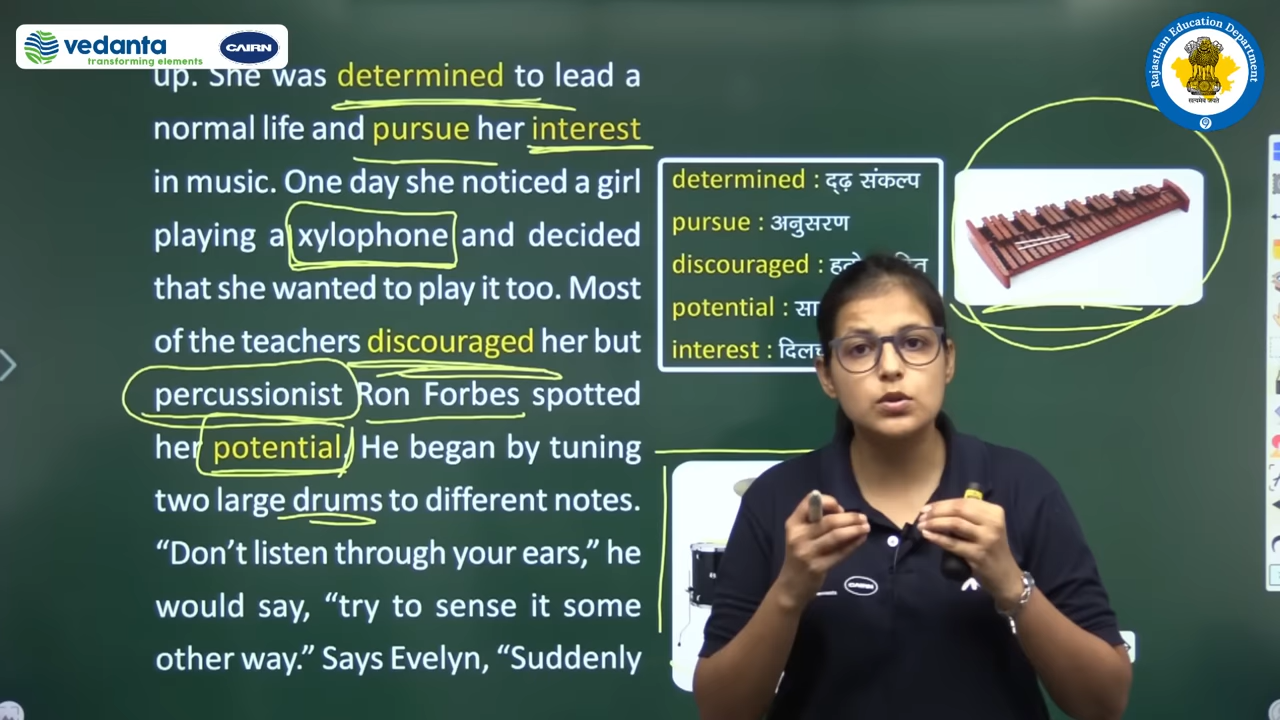 vedanta
transforming elements
CAIRN
Rajasthan Education Department
सत्यमेव जयते
up. She was determined to lead a
normal life and pursue her interest
in music. One day she noticed a girl
playing a xylophone and decided
that she wanted to play it too. Most
of the teachers discouraged her but
percussionist Ron Forbes spotted
her potential. He began by tuning
two large drums to different notes.
“Don’t listen through your ears,” he
would say, “try to sense it some
other way.” Says Evelyn, “Suddenly
determined : दृढ़ संकल्प
pursue : अनुसरण
discouraged :
potential :
interest :
CAIRN